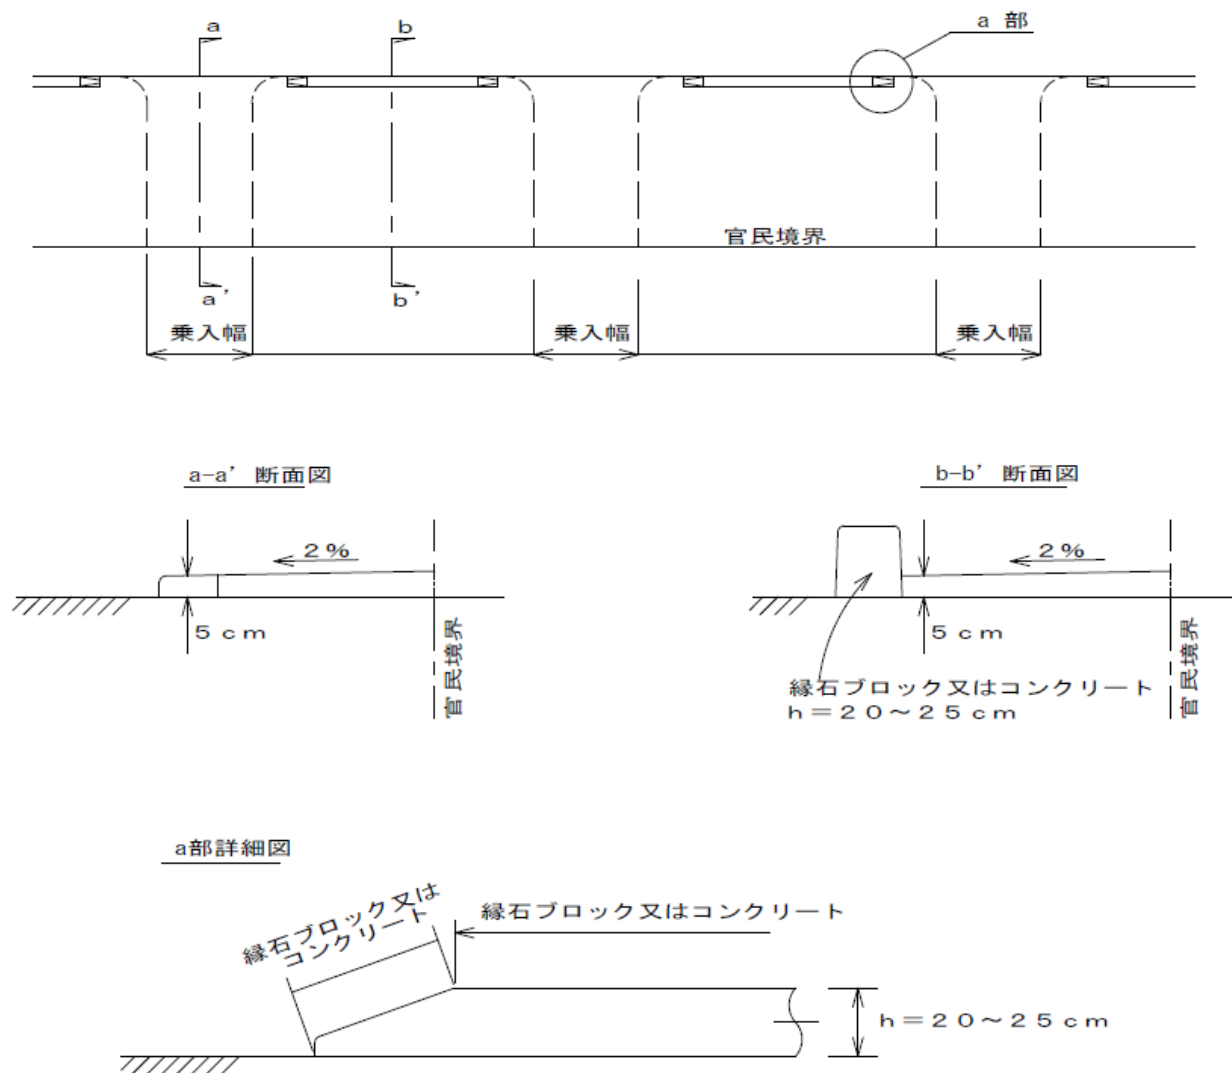 a
b
a 部
官民境界
a'
b'
乗入幅
乗入幅
乗入幅
a-a' 断面図
b-b' 断面図
2%
2%
5cm
5cm
官民境界
官民境界
縁石ブロック又はコンクリート
h=20~25cm
a部詳細図
縁石ブロック又は
コンクリート
縁石ブロック又はコンクリート
h=20~25cm